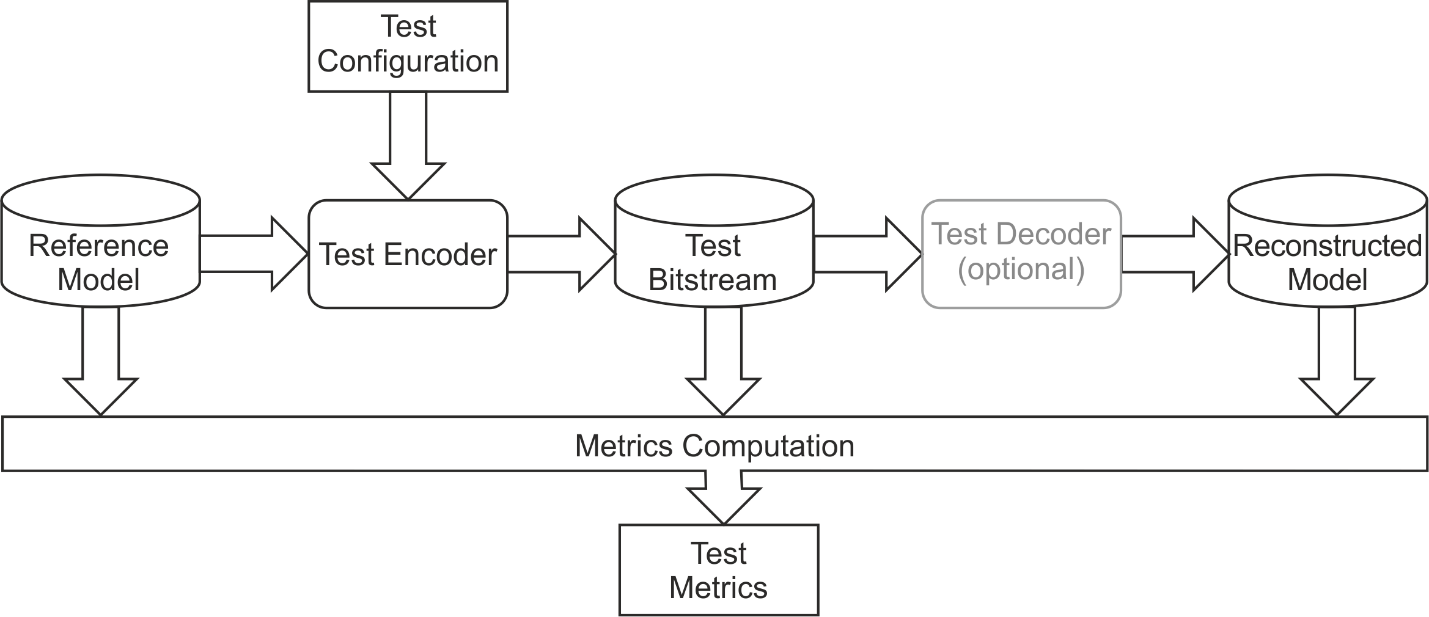 Test
Configuration
Reference
Model
Test Encoder
Test
Bitstream
Test Decoder
(optional)
Reconstructed
Model
Metrics Computation
Test
Metrics